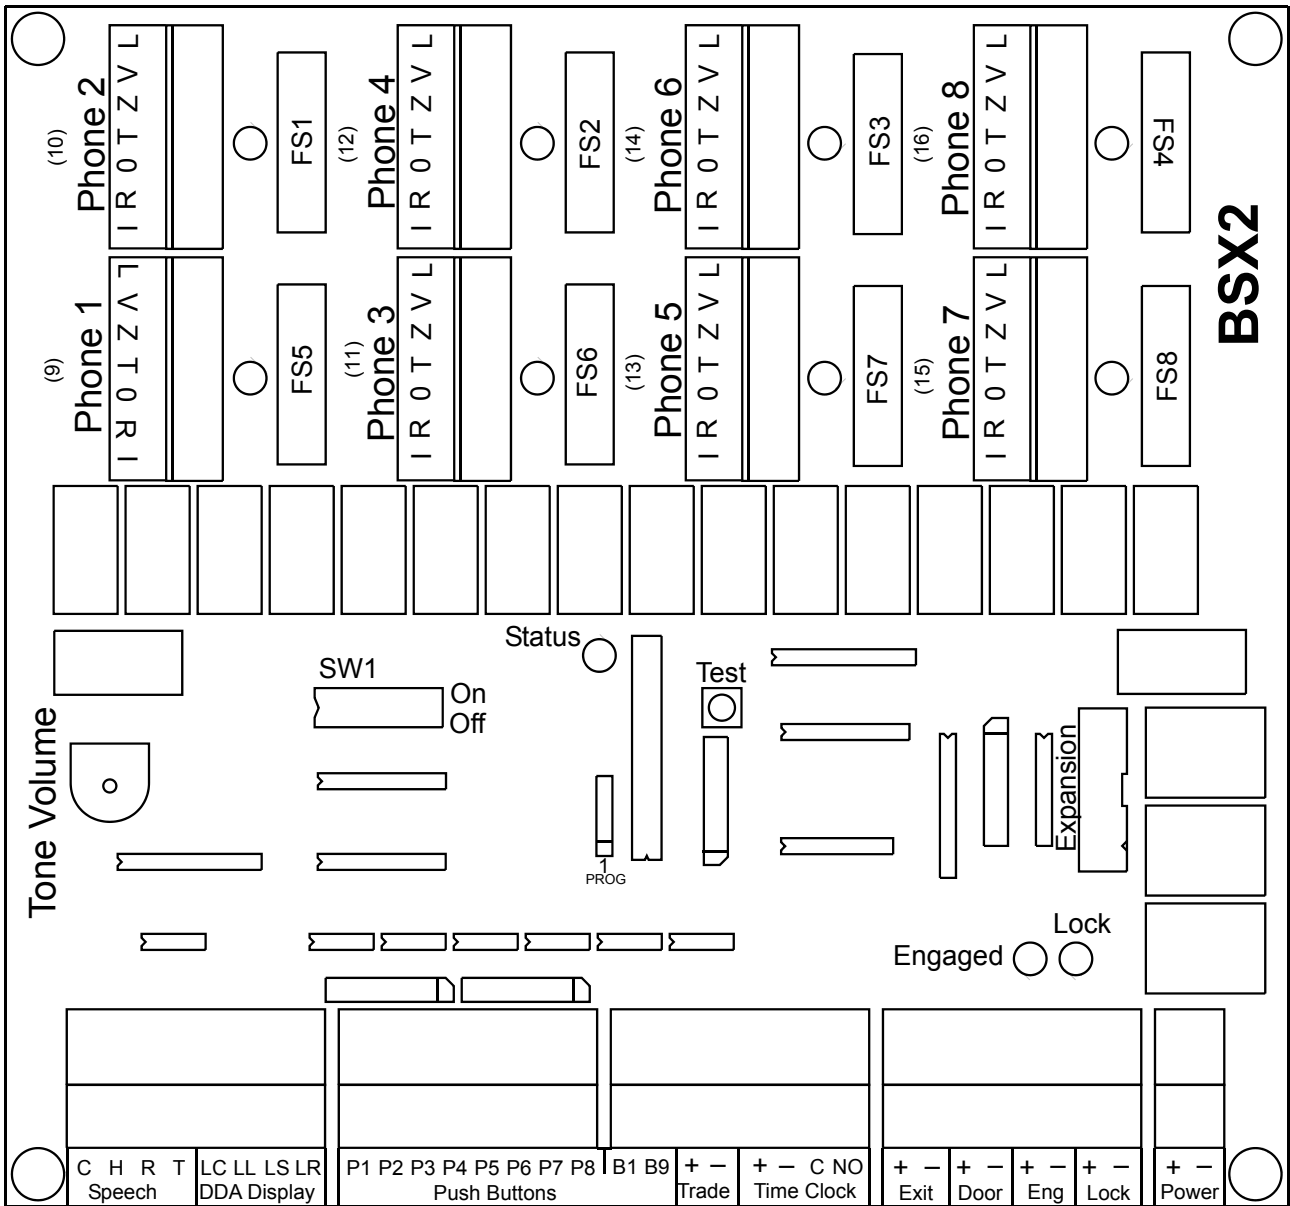 (10)
Phone 2
L V Z T 0 R I
FS1
(12)
Phone 4
L V Z T 0 R I
FS2
(14)
Phone 6
L V Z T 0 R I
FS3
(16)
Phone 8
L V Z T 0 R I
FS4
BSX2
(9)
Phone 1
L V Z T 0 R I
FS5
(11)
Phone 3
L V Z T 0 R I
FS6
(13)
Phone 5
L V Z T 0 R I
FS7
(15)
Phone 7
L V Z T 0 R I
FS8
Status
SW1
On
Off
Test
Tone Volume
Expansion
1
PROG
Lock
Engaged
C H R T
Speech
LC LL LS LR
DDA Display
P1 P2 P3 P4 P5 P6 P7 P8
B1 B9
Push Buttons
+ −
Trade
+ − C NO
Time Clock
+ −
Exit
+ −
Door
+ −
Eng
+ −
Lock
+ −
Power